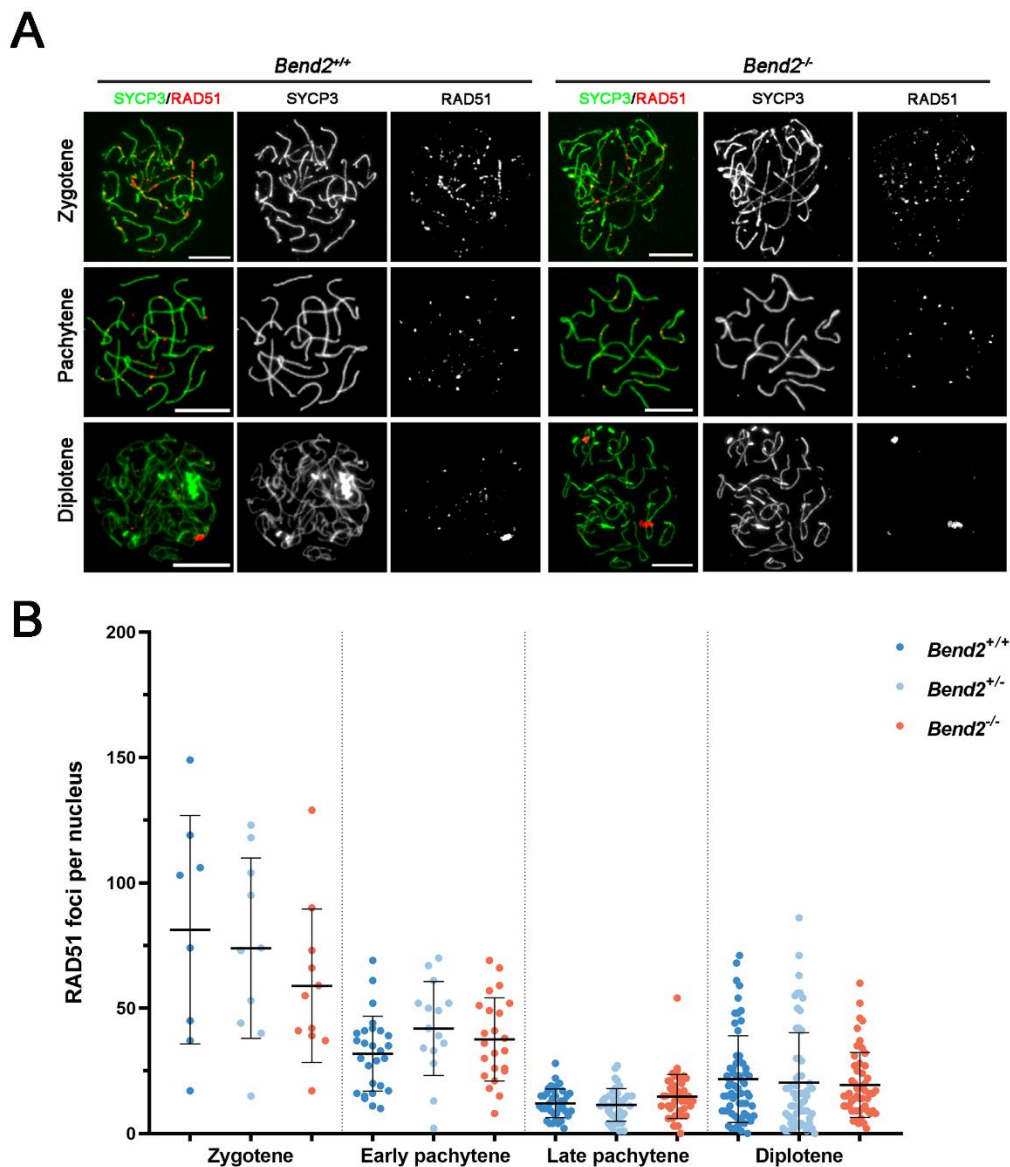 A
Bend2+/+ Bend2-/-
SYCP3/RAD51 SYCP3 RAD51 SYCP3/RAD51 SYCP3 RAD51
Zygotene
Pachytene
Diplotene
B
200
150
100
50
0
RAD51 foci per nucleus
Bend2+/+
Bend2+/-
Bend2-/-
Zygotene Early pachytene Late pachytene Diplotene